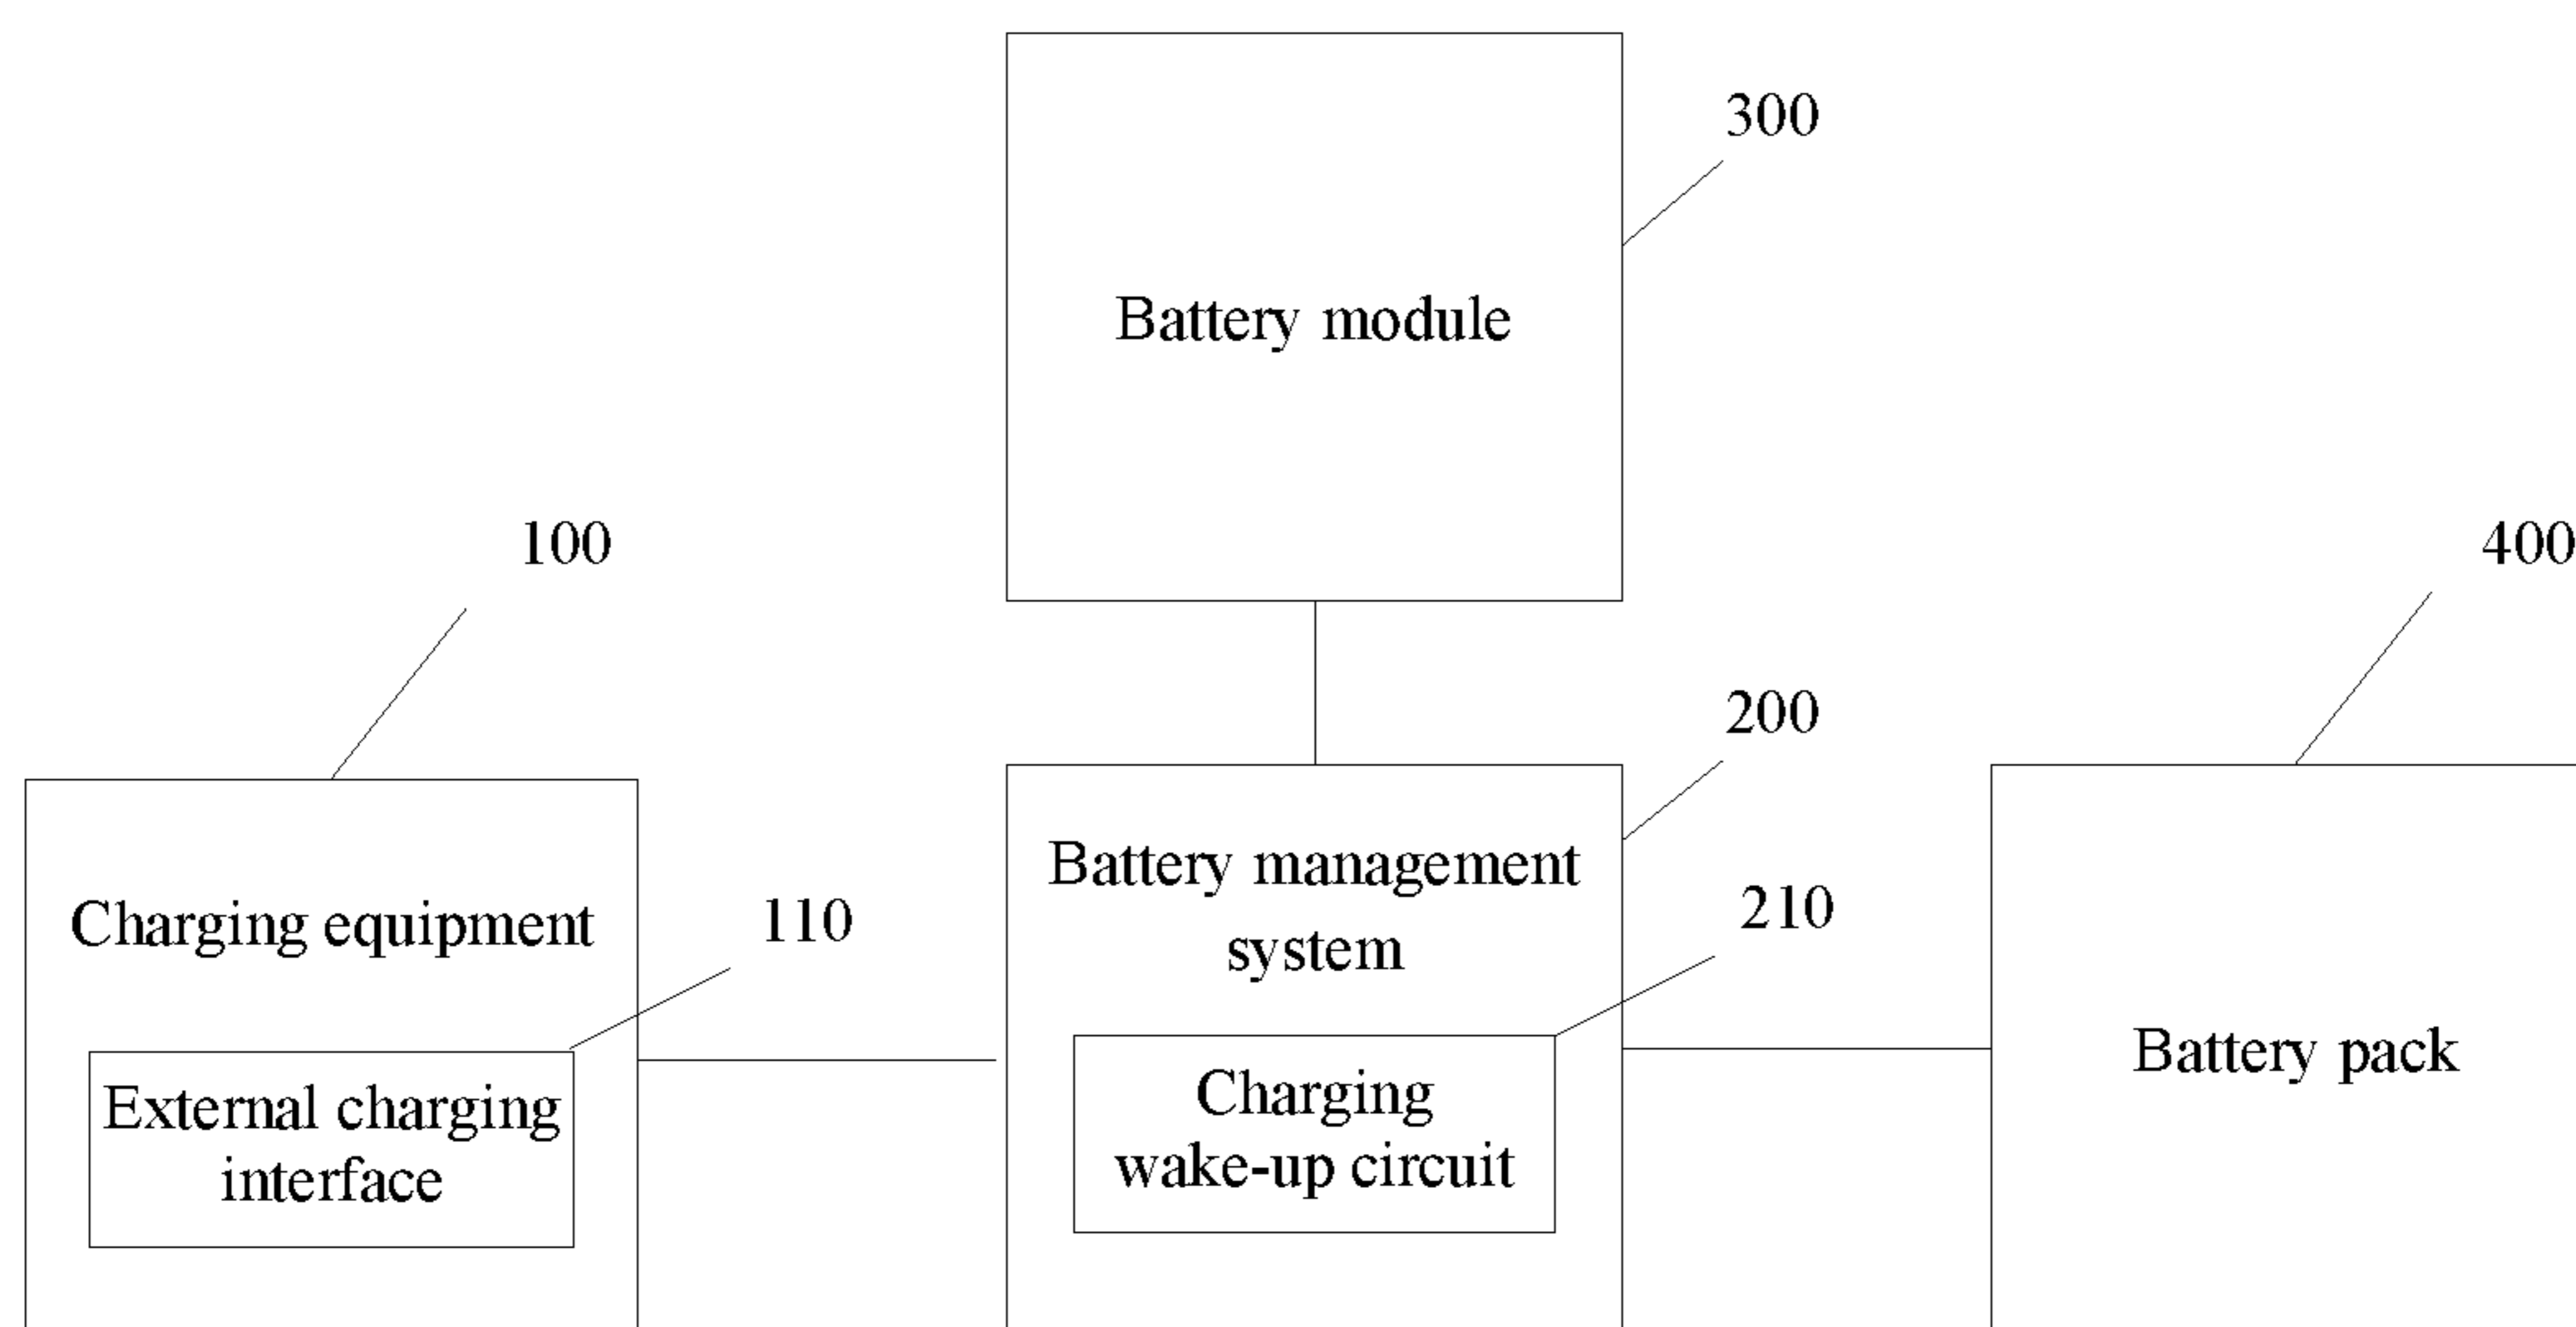 300
Battery module
100
400
200
Battery management
system
210
Charging equipment
110
External charging
interface
Charging
wake-up circuit
Battery pack